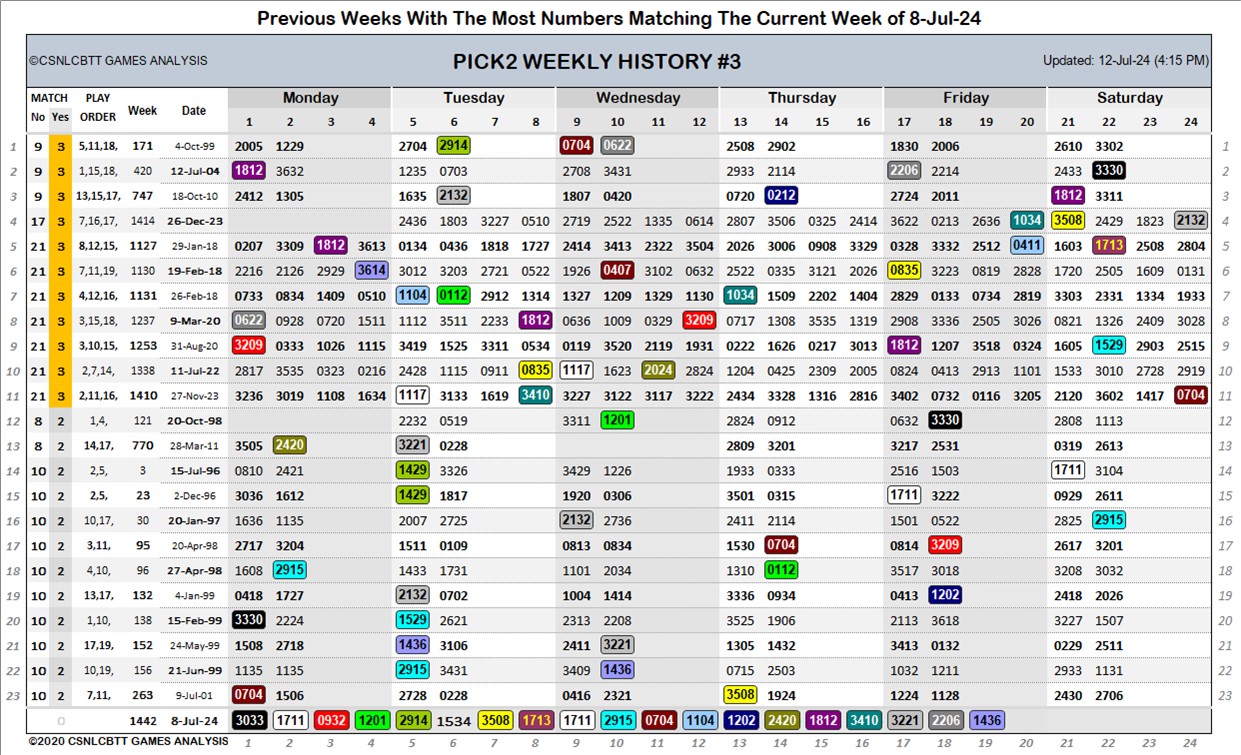 Previous Weeks With The Most Numbers Matching The Current Week of 8-Jul-24
©CSNLCBTT GAMES ANALYSIS PICK2 WEEKLY HISTORY #3 Updated: 12-Jul-24 (4:15 PM)
MATCH PLAY Week Date Monday Tuesday Wednesday Thursday Friday Saturday
No Yes ORDER 1 2 3 4 5 6 7 8 9 10 11 12 13 14 15 16 17 18 19 20 21 22 23 24
1 9 3 5,11,18, 171 4-Oct-99 2005 1229 2704 2914 0704 0622 2508 2902 1830 2006 2610 3302 1
2 9 3 1,15,18, 420 12-Jul-04 1812 3632 1235 0703 2708 3431 2933 2114 2206 2214 2433 3330 2
3 9 3 13,15,17, 747 18-Oct-10 2412 1305 1635 2132 1807 0420 0720 0212 2724 2011 1812 3311 3
4 17 3 7,16,17, 1414 26-Dec-23 2436 1803 3227 0510 2719 2522 1335 0614 2807 3506 0325 2414 3622 0213 2636 1034 3508 2429 1823 2132 4
5 21 3 8,12,15, 1127 29-Jan-18 0207 3309 1812 3613 0134 0436 1818 1727 2414 3413 2322 3504 2026 3006 0908 3329 0328 3332 2512 0411 1603 1713 2508 2804 5
6 21 3 7,11,19, 1130 19-Feb-18 2216 2126 2929 3614 3012 3203 2721 0522 1926 0407 3102 0632 2522 0335 3121 2026 0835 3223 0819 2828 1720 2505 1609 0131 6
7 21 3 4,12,16, 1131 26-Feb-18 0733 0834 1409 0510 1104 0112 2912 1314 1327 1209 1329 1130 1034 1509 2202 1404 2829 0133 0734 2819 3303 2331 1334 1933 7
8 21 3 3,15,18, 1237 9-Mar-20 0622 0928 0720 1511 1112 3511 2233 1812 0636 1009 0329 3209 0717 1308 3535 1319 2908 1533 2505 3026 0821 1326 2409 3028 8
9 21 3 3,10,15, 1253 31-Aug-20 3209 0333 1026 1115 3419 1525 3311 0534 0119 3520 2119 1931 0222 1626 0217 3013 1812 1207 3518 0324 1605 1529 2903 2515 9
10 21 3 2,7,14, 1338 11-Jul-22 2817 3535 0323 0216 2428 1115 0911 0835 1117 1623 2024 2824 1204 0425 2309 2005 0824 0413 2913 1101 1533 3010 2728 2919 10
11 21 3 2,11,16, 1410 27-Nov-23 3236 3019 1108 1634 1117 3133 1619 3410 3227 3122 3117 3222 2434 3328 1316 2816 3402 0732 0116 3205 2120 3602 1417 0704 11
12 8 2 1,4, 121 20-Oct-98 2232 0519 3311 1201 2824 0912 0632 3330 2808 1113 12
13 8 2 14,17, 770 28-Mar-11 3505 2420 3221 0228 2809 3201 3217 2531 0319 2613 13
14 10 2 2,5, 3 15-Jul-96 0810 2421 1429 3326 3429 1226 1933 0333 2516 1503 1711 3104 14
15 10 2 2,5, 23 2-Dec-96 3036 1612 1429 1817 1920 0306 3501 0315 1711 3222 0929 2611 15
16 10 2 10,17, 30 20-Jan-97 1636 1135 2007 2725 2132 2736 2411 2114 1501 0522 2825 2915 16
17 10 2 3,11, 95 20-Apr-98 2717 3204 1511 0109 0813 0834 1530 0704 0814 3209 2617 3201 17
18 10 2 4,10, 96 27-Apr-98 1608 2915 1433 1731 1101 2034 1310 0112 3517 3018 3208 3032 18
19 10 2 13,17, 132 4-Jan-99 0418 1727 2132 0702 1004 1414 3336 0934 0413 1202 2418 2026 19
20 10 2 1,10, 138 15-Feb-99 3330 2224 1529 2621 2313 2208 3525 1906 2113 3618 3227 1507 20
21 10 2 17,19, 152 24-May-99 1508 2718 1436 3106 2411 3221 1305 1432 3413 0132 0229 2511 21
22 10 2 10,19, 156 21-Jun-99 1135 1135 2915 3431 3409 1436 0715 2503 1032 1211 2933 1131 22
23 10 2 7,11, 263 9-Jul-01 0704 1506 2728 0228 0416 2321 3508 1924 1224 1128 2430 2706 23
0 1442 8-Jul-24 3033 1711 0932 1201 2914 1534 3508 1713 1711 2915 0704 1104 1202 2420 1812 3410 3221 2206 1436
©2020 CSNLCBTT GAMES ANALYSIS 1 2 3 4 5 6 7 8 9 10 11 12 13 14 15 16 17 18 19 20 21 22 23 24